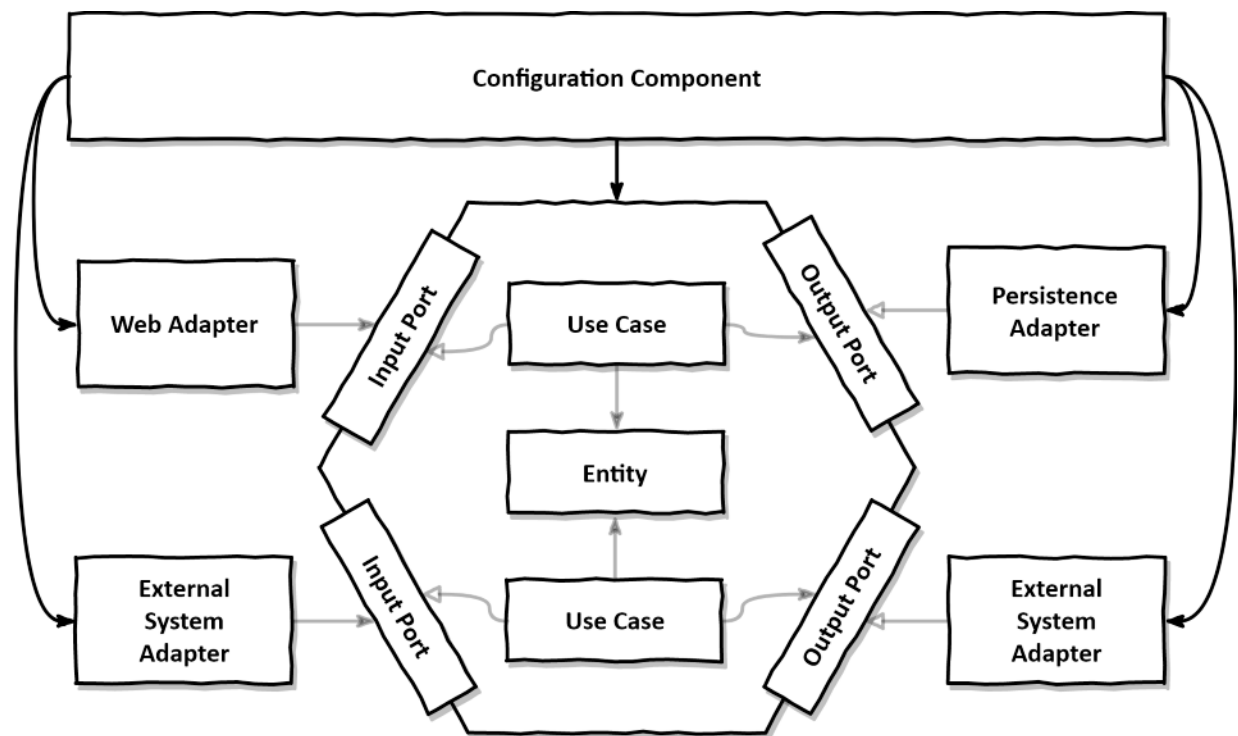 Configuration Component
Web Adapter
Input Port
Use Case
Output Port
Persistence
Adapter
Entity
External
System
Adapter
Input Port
Use Case
Output Port
External
System
Adapter